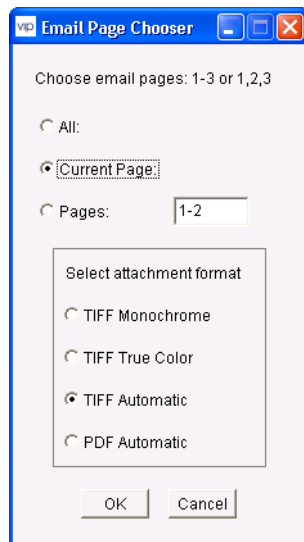 vip Email Page Chooser
Choose email pages: 1-3 or 1,2,3
All:
Current Page:
Pages: 1-2
Select attachment format
TIFF Monochrome
TIFF True Color
TIFF Automatic
PDF Automatic
OK Cancel